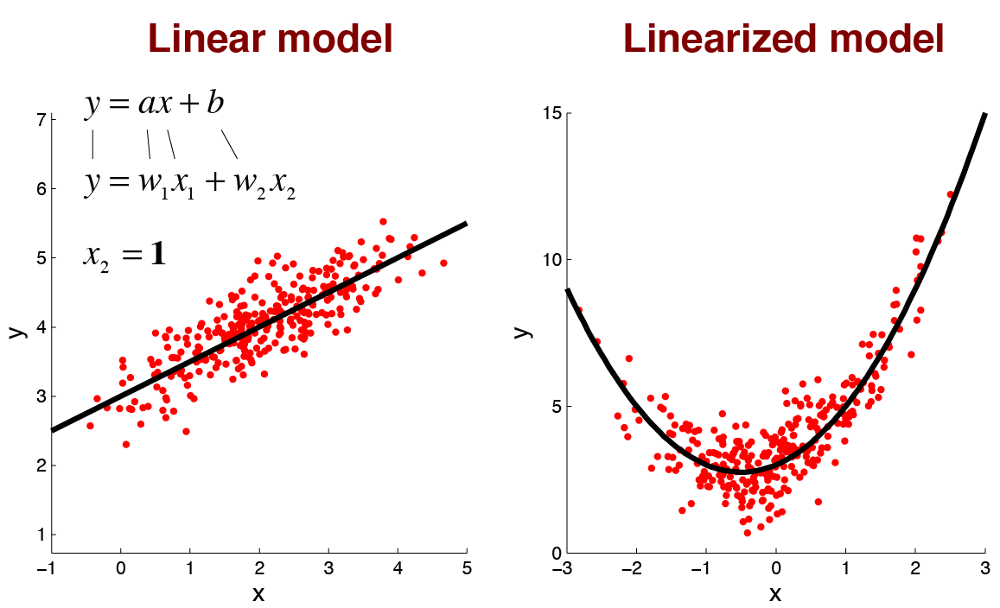 Linear model
y = ax + b
y = w₁x₁ + w₂x₂
x₂ = 1
7
6
5
4
3
2
1
y
−1 0 1 2 3 4 5
x
Linearized model
15
10
5
0
y
−3 −2 −1 0 1 2 3
x